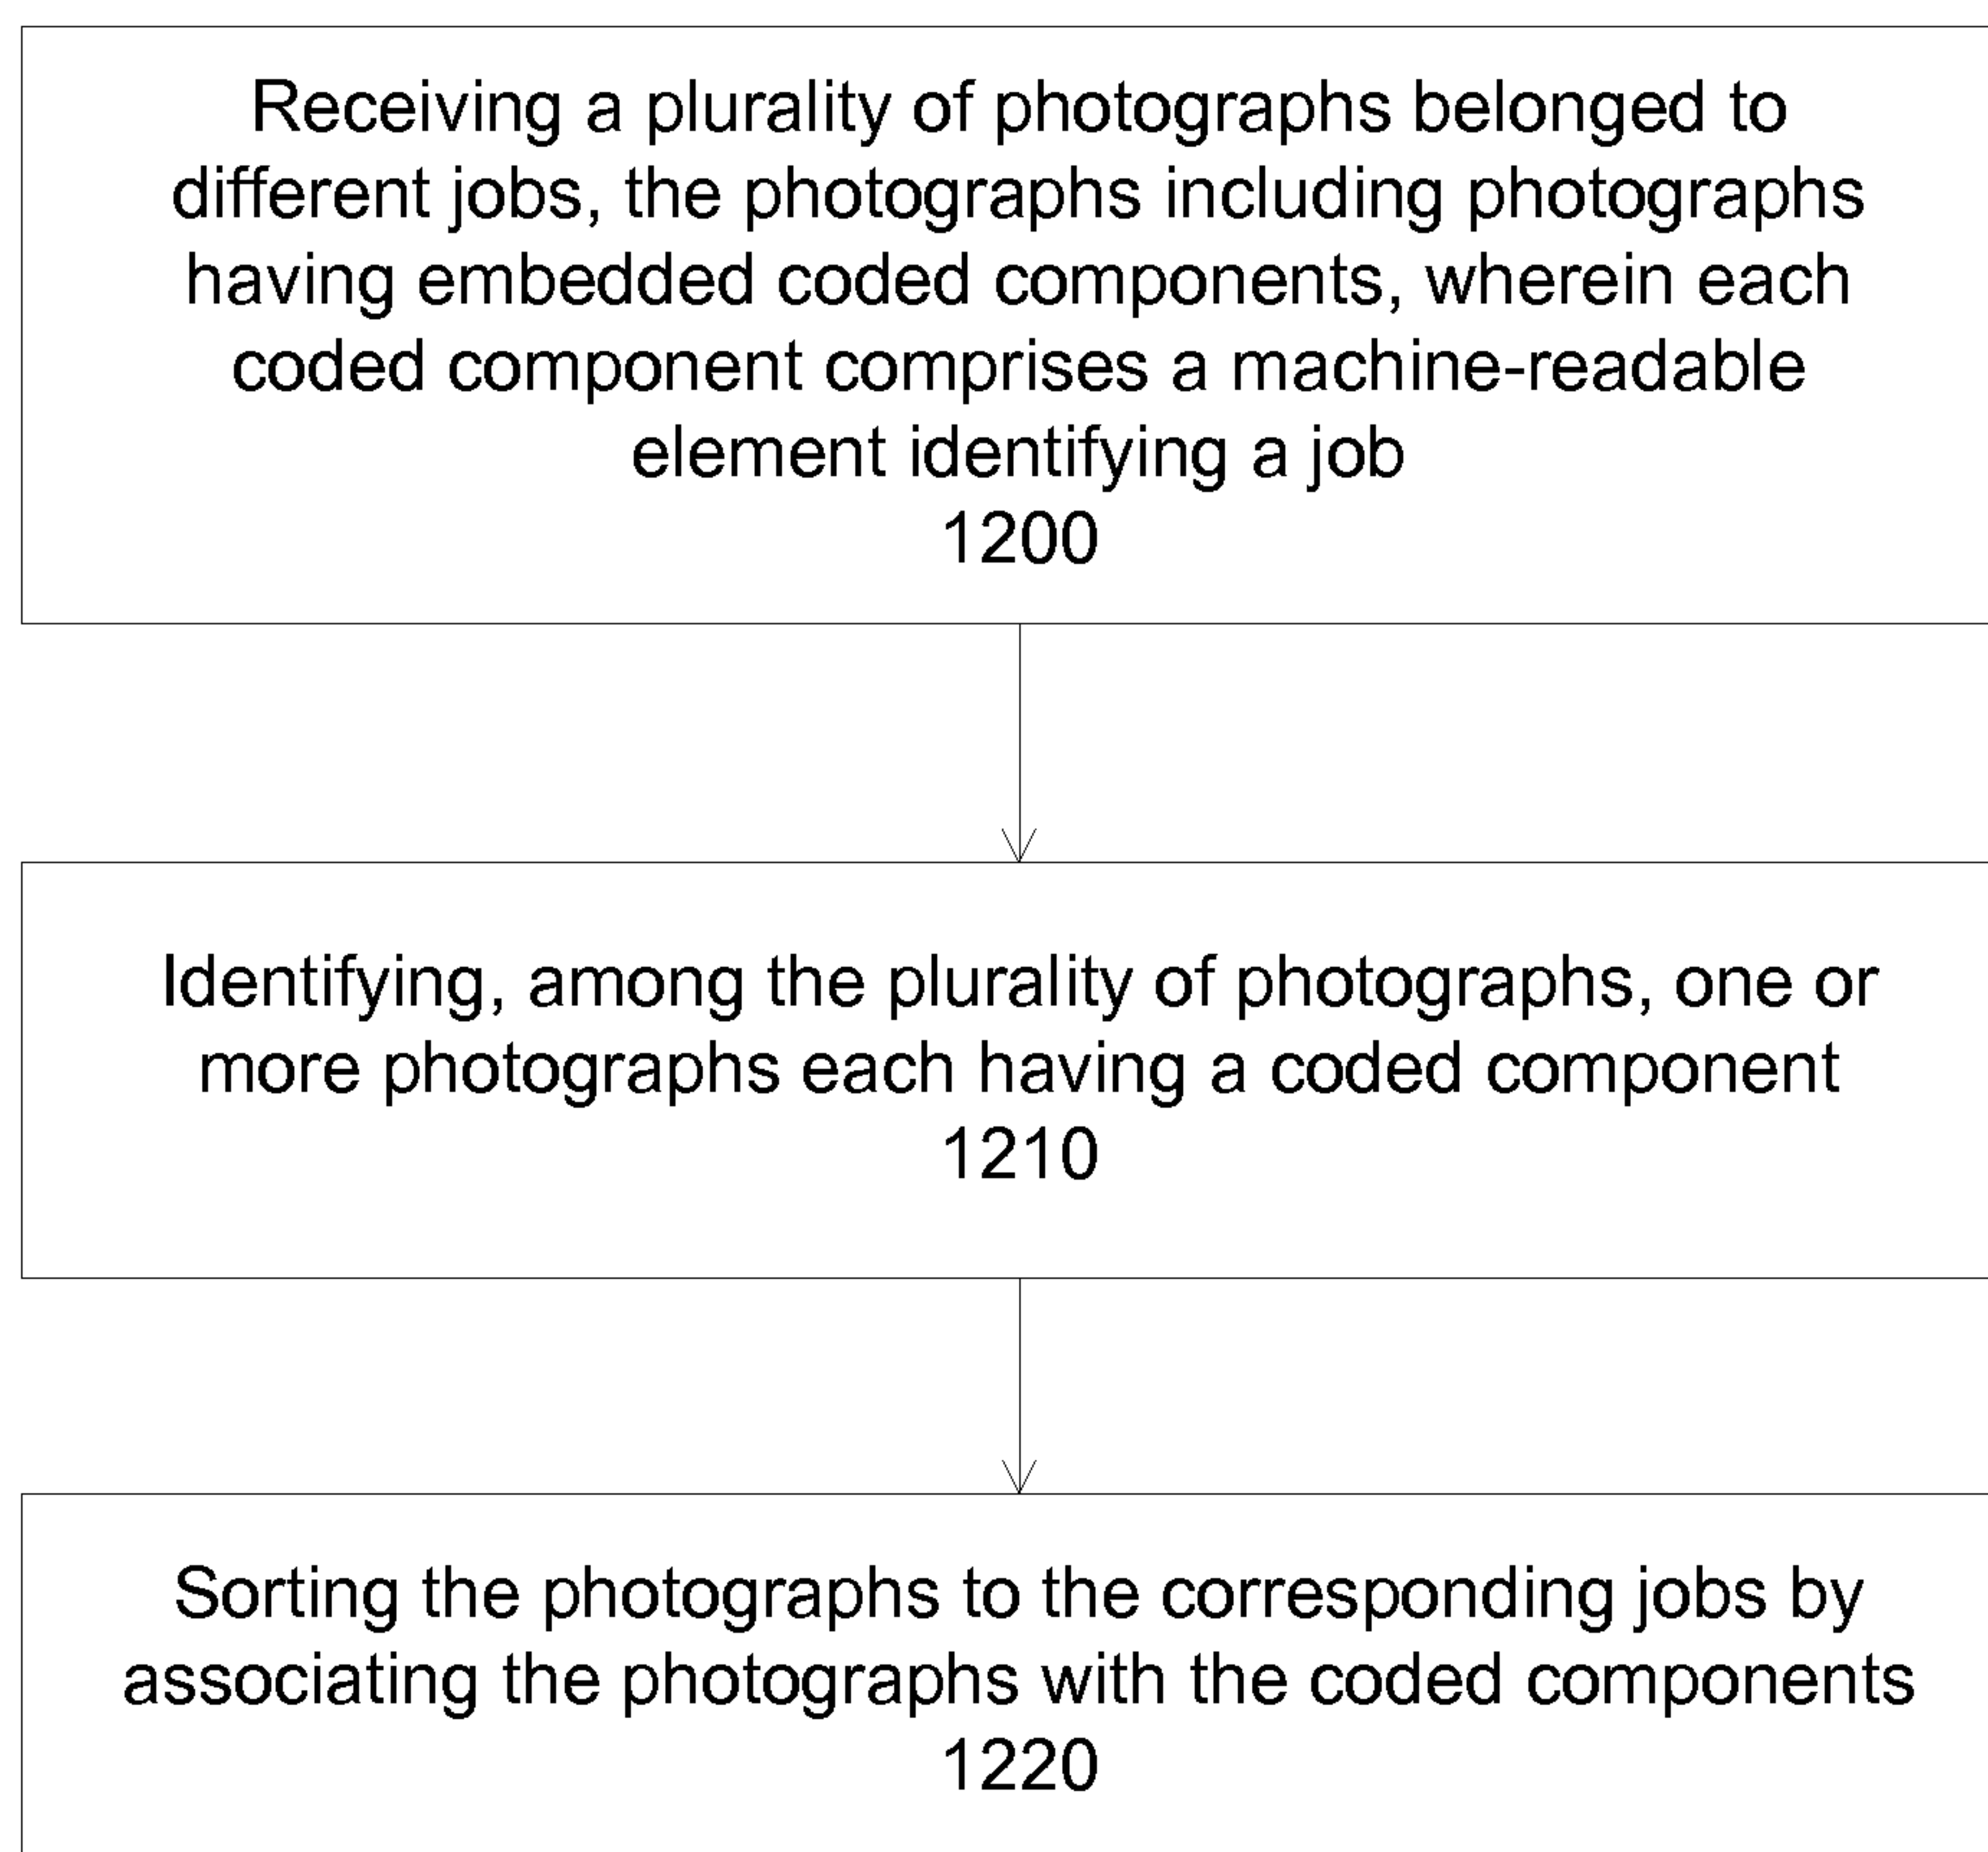 Receiving a plurality of photographs belonged to
different jobs, the photographs including photographs
having embedded coded components, wherein each
coded component comprises a machine-readable
element identifying a job
1200
Identifying, among the plurality of photographs, one or
more photographs each having a coded component
1210
Sorting the photographs to the corresponding jobs by
associating the photographs with the coded components
1220